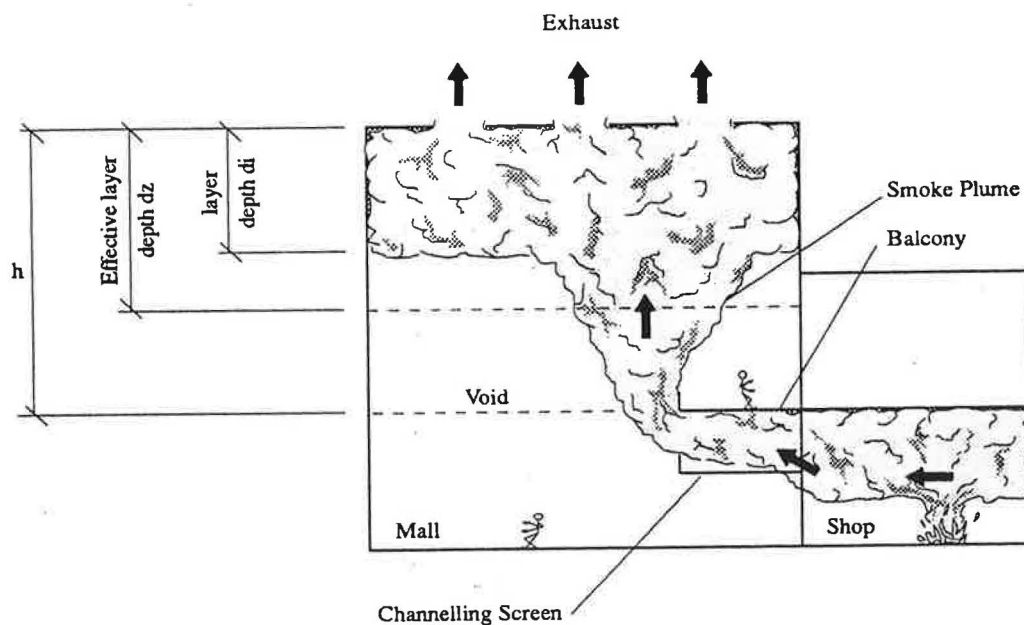 Exhaust
h
Effective layer
depth dz
layer
depth di
Smoke Plume
Balcony
Void
Mall
Shop
Channelling Screen